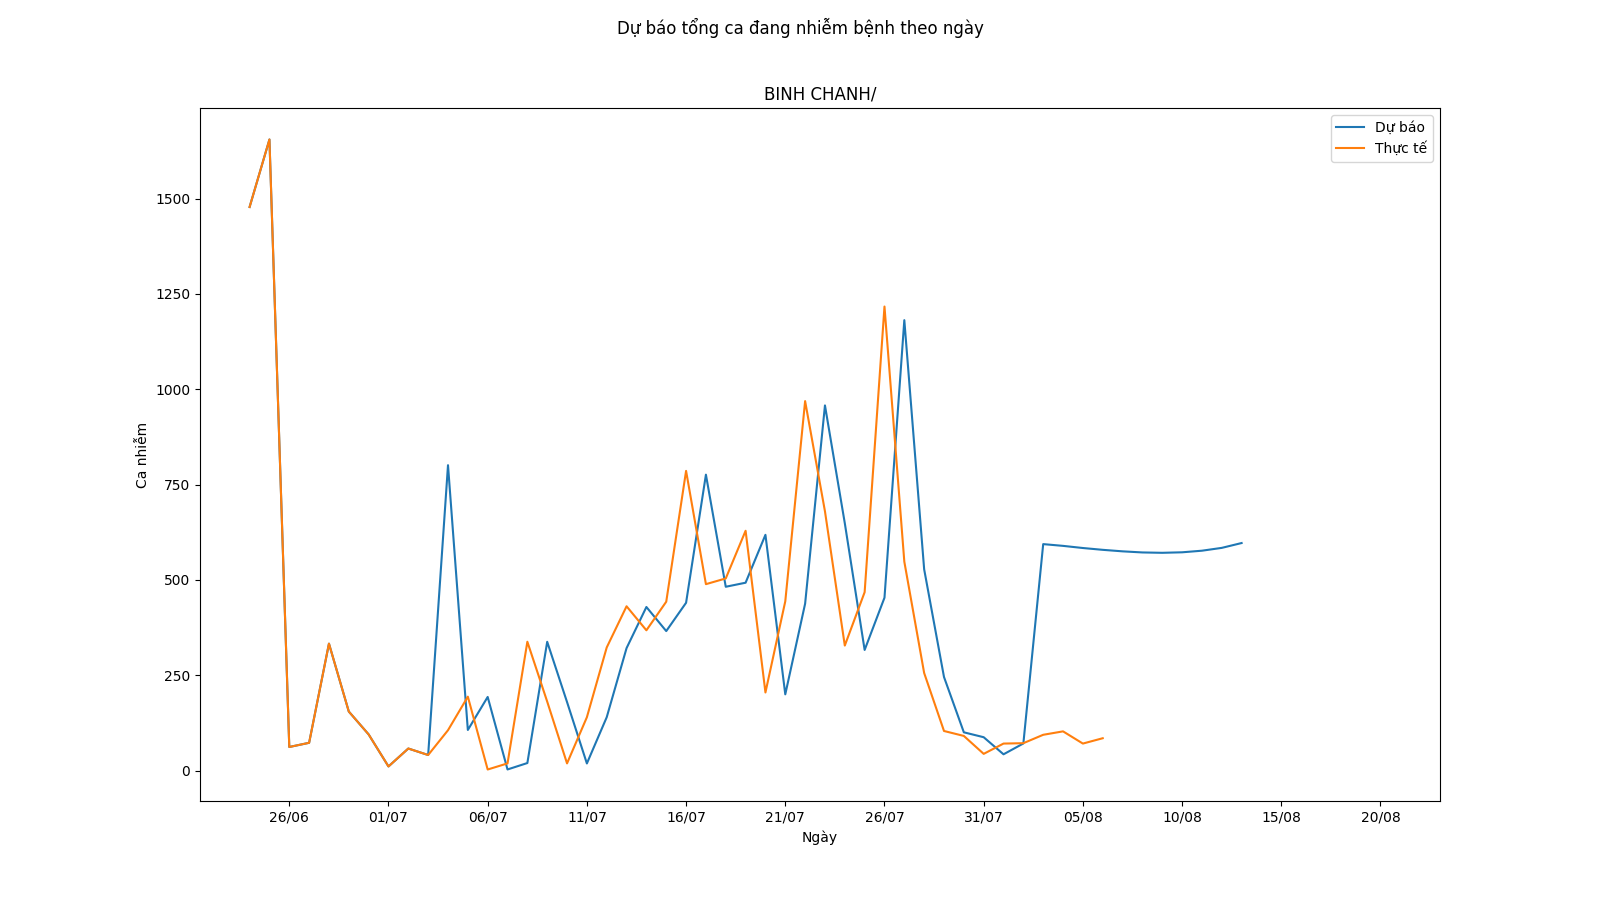 Dự báo tổng ca đang nhiễm bệnh theo ngày
BINH CHANH/
Dự báo
Thực tế
1500
1250
1000
750
500
250
0
Ca nhiễm
26/06 01/07 06/07 11/07 16/07 21/07 26/07 31/07 05/08 10/08 15/08 20/08
Ngày